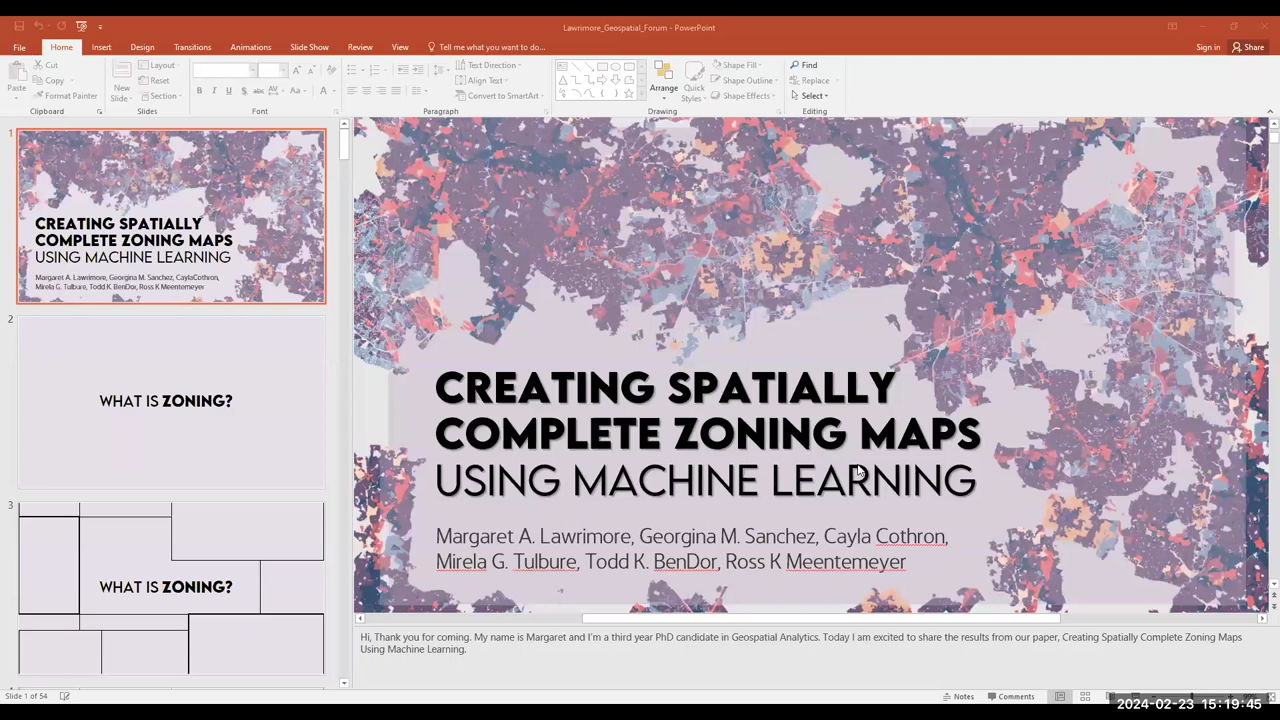 Lawrimore_Geospatial_Forum - PowerPoint
File Home Insert Design Transitions Animations Slide Show Review View Tell me what you want to do... Sign in Share
Paste
Cut
Copy
Format Painter
Clipboard
New
Slide
Layout
Reset
Section
Slides
Font
Text Direction
Align Text
Convert to SmartArt
Paragraph
Arrange
Quick
Styles
Shape Fill
Shape Outline
Shape Effects
Drawing
Find
Replace
Select
Editing
1
CREATING SPATIALLY
COMPLETE ZONING MAPS
USING MACHINE LEARNING
Margaret A. Lawrimore, Georgina M. Sanchez, CaylaCothron,
Mirela G. Tulbure, Todd K. BenDor, Ross K Meentemeyer
2
WHAT IS ZONING?
3
WHAT IS ZONING?
CREATING SPATIALLY
COMPLETE ZONING MAPS
USING MACHINE LEARNING
Margaret A. Lawrimore, Georgina M. Sanchez, Cayla Cothron,
Mirela G. Tulbure, Todd K. BenDor, Ross K Meentemeyer
Hi, Thank you for coming. My name is Margaret and I'm a third year PhD candidate in Geospatial Analytics. Today I am excited to share the results from our paper, Creating Spatially Complete Zoning Maps
Using Machine Learning.
Slide 1 of 54
Notes Comments
2024-02-23 15:19:45